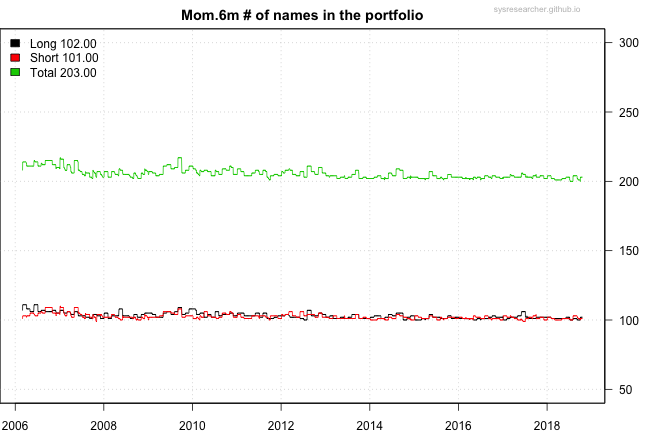 Mom.6m # of names in the portfolio
sysresearcher.github.io
Long 102.00
Short 101.00
Total 203.00
300
250
200
150
100
50
2006 2008 2010 2012 2014 2016 2018